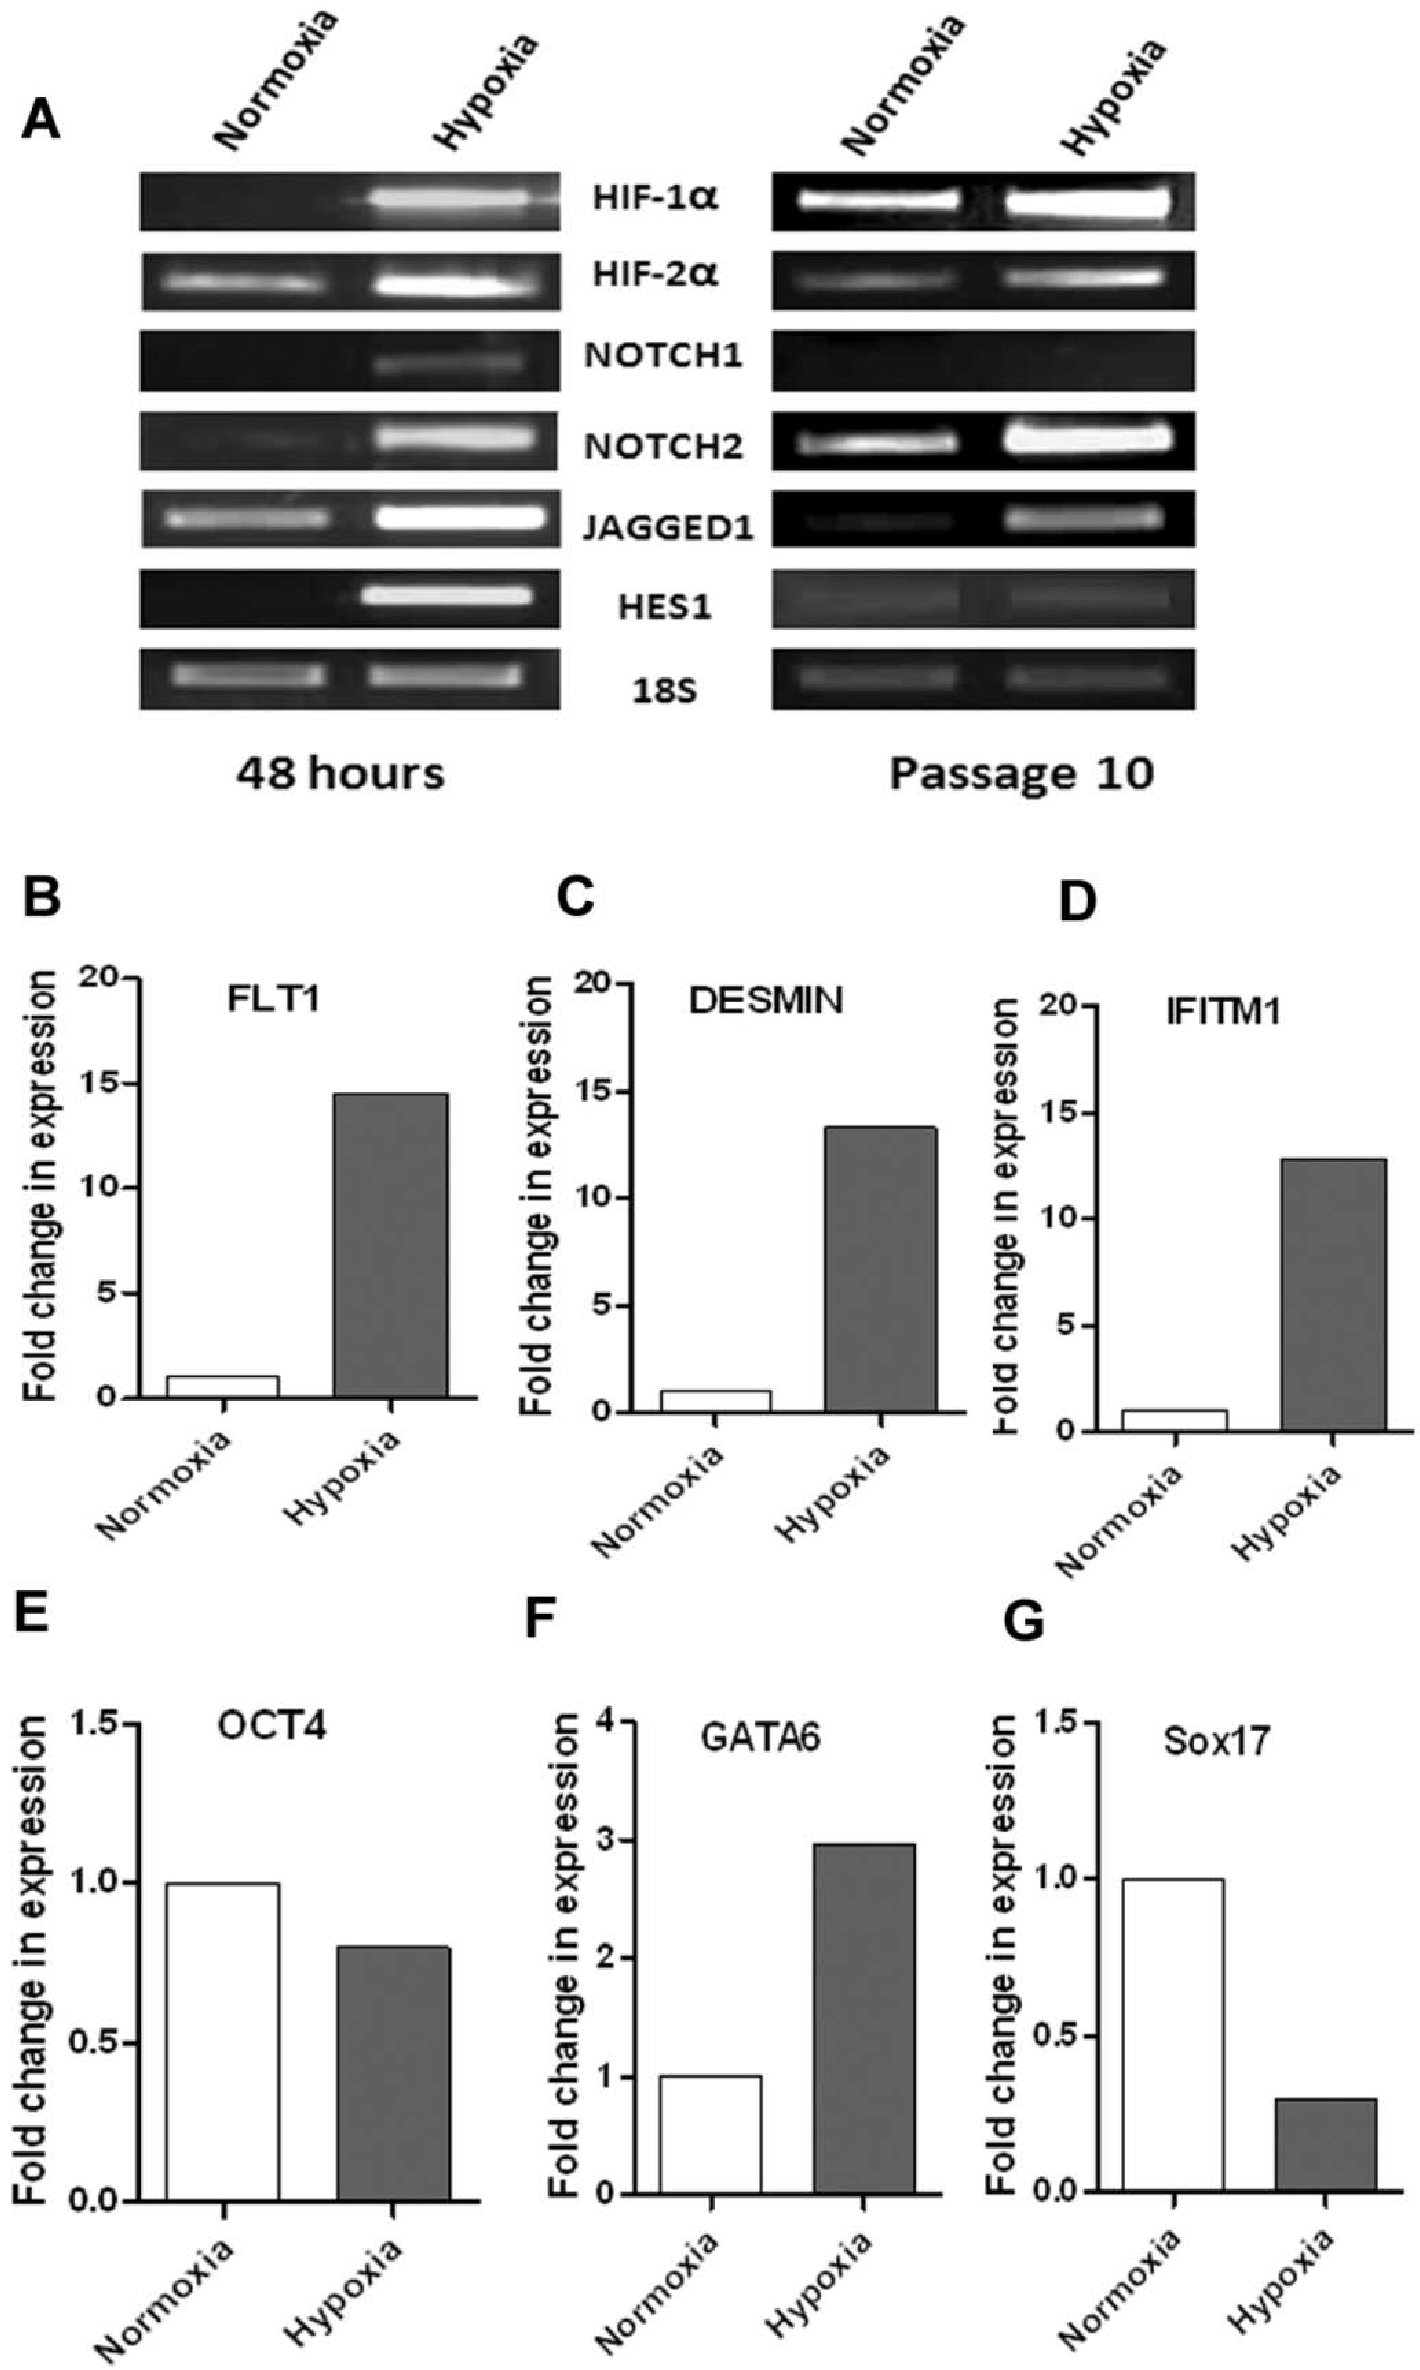 A
Normoxia
Hypoxia
Normoxia
Hypoxia
HIF-1α
HIF-2α
NOTCH1
NOTCH2
JAGGED1
HES1
18S
48 hours
Passage 10
B
FLT1
Fold change in expression
20
15
10
5
0
Normoxia
Hypoxia
C
DESMIN
Fold change in expression
20
15
10
5
0
Normoxia
Hypoxia
D
IFITM1
Fold change in expression
20
15
10
5
0
Normoxia
Hypoxia
E
OCT4
Fold change in expression
1.5
1.0
0.5
0.0
Normoxia
Hypoxia
F
GATA6
Fold change in expression
4
3
2
1
0
Normoxia
Hypoxia
G
Sox17
Fold change in expression
1.5
1.0
0.5
0.0
Normoxia
Hypoxia